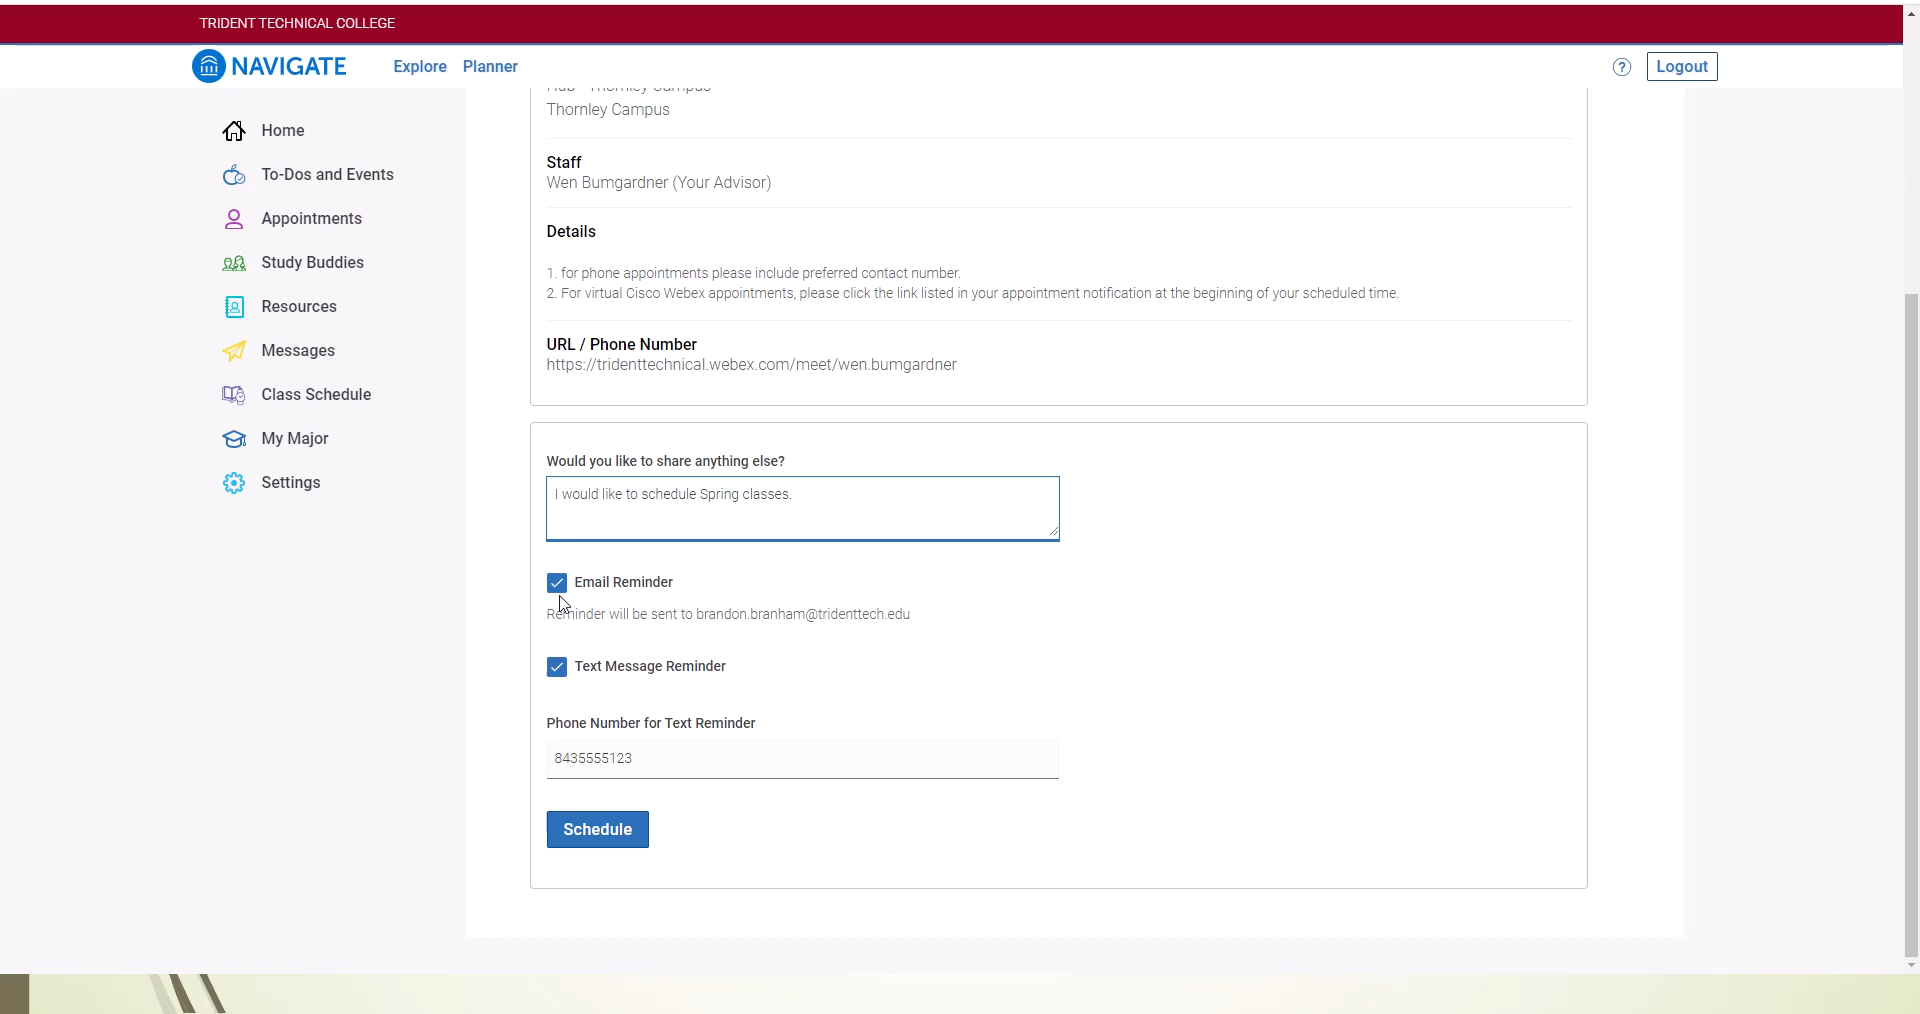 TRIDENT TECHNICAL COLLEGE
NAVIGATE
Explore Planner
? Logout
Home
To-Dos and Events
Appointments
Study Buddies
Resources
Messages
Class Schedule
My Major
Settings
Hub - Thornley Campus
Thornley Campus
Staff
Wen Bumgardner (Your Advisor)
Details
1. for phone appointments please include preferred contact number.
2. For virtual Cisco Webex appointments, please click the link listed in your appointment notification at the beginning of your scheduled time.
URL / Phone Number
https://tridenttechnical.webex.com/meet/wen.bumgardner
Would you like to share anything else?
I would like to schedule Spring classes.
Email Reminder
Reminder will be sent to brandon.branham@tridenttech.edu
Text Message Reminder
Phone Number for Text Reminder
8435555123
Schedule